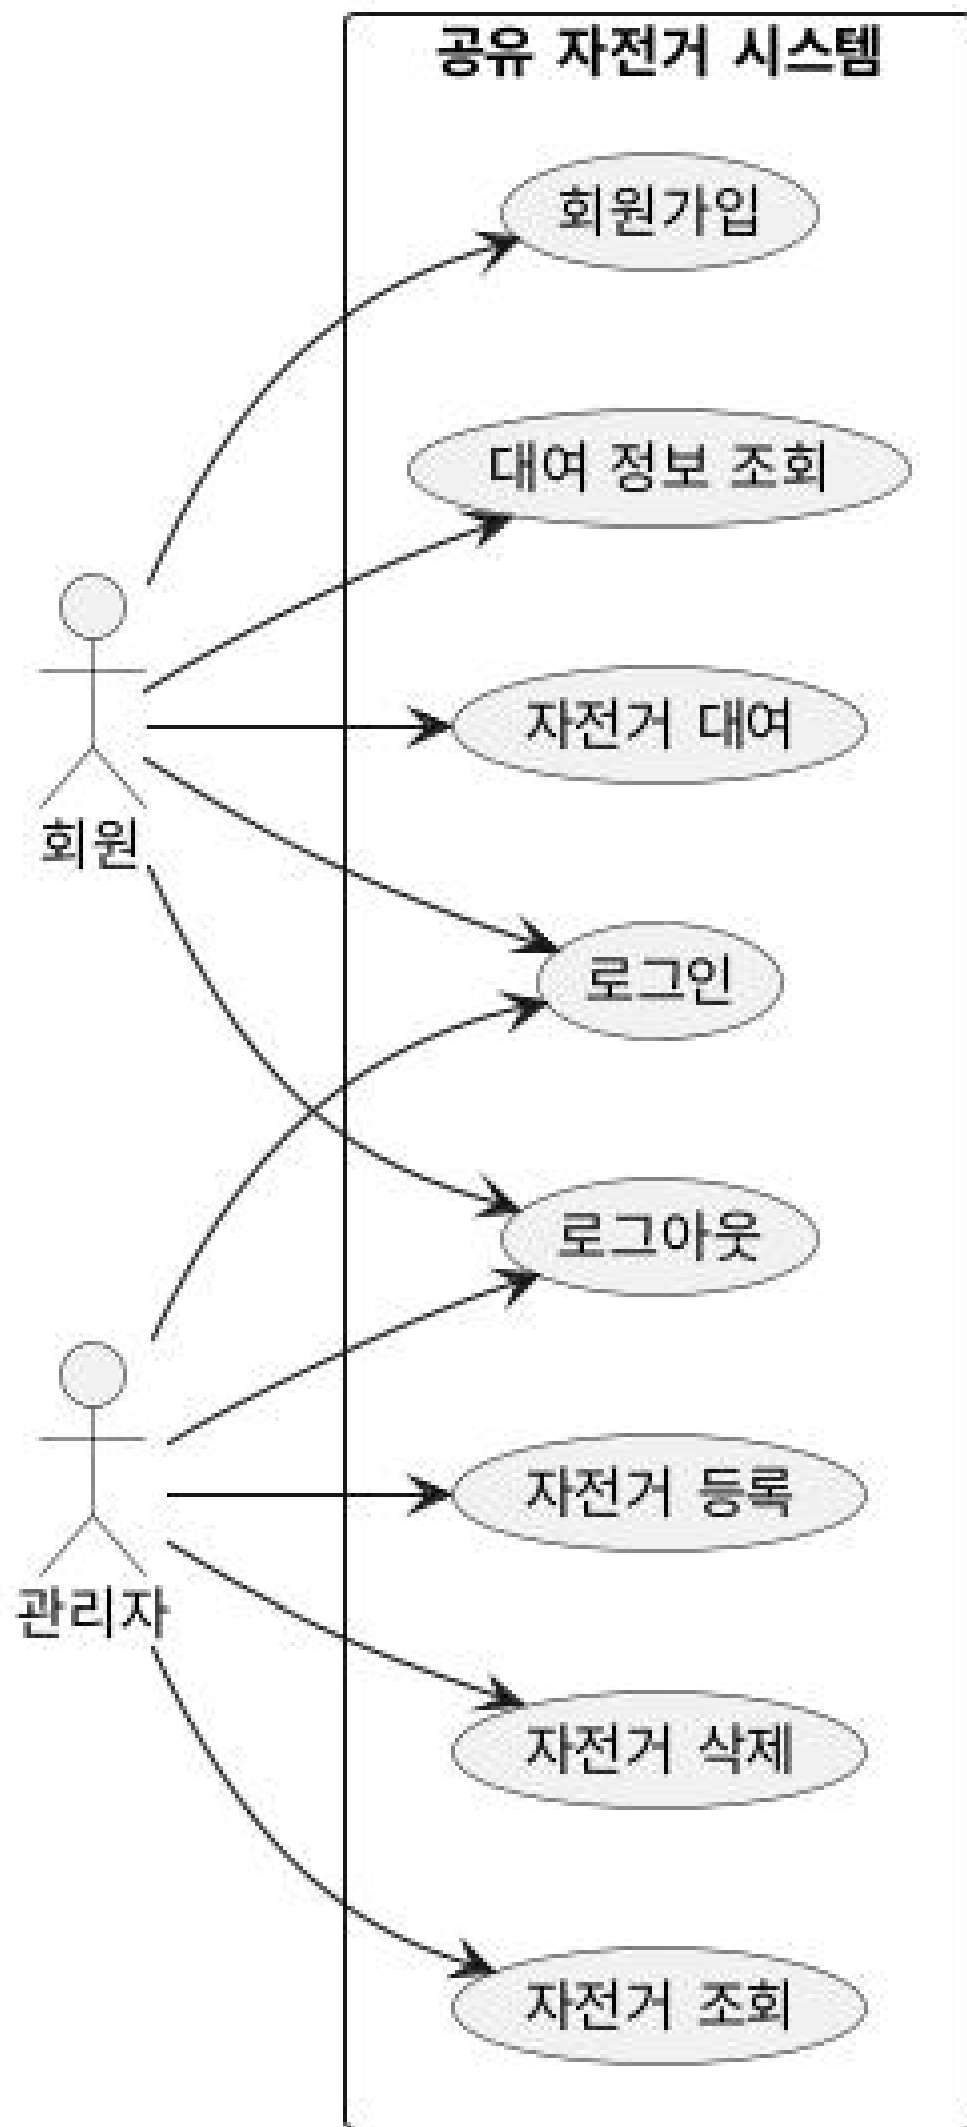 공유 자전거 시스템
회원가입
대여 정보 조회
자전거 대여
회원
로그인
로그아웃
자전거 등록
관리자
자전거 삭제
자전거 조회